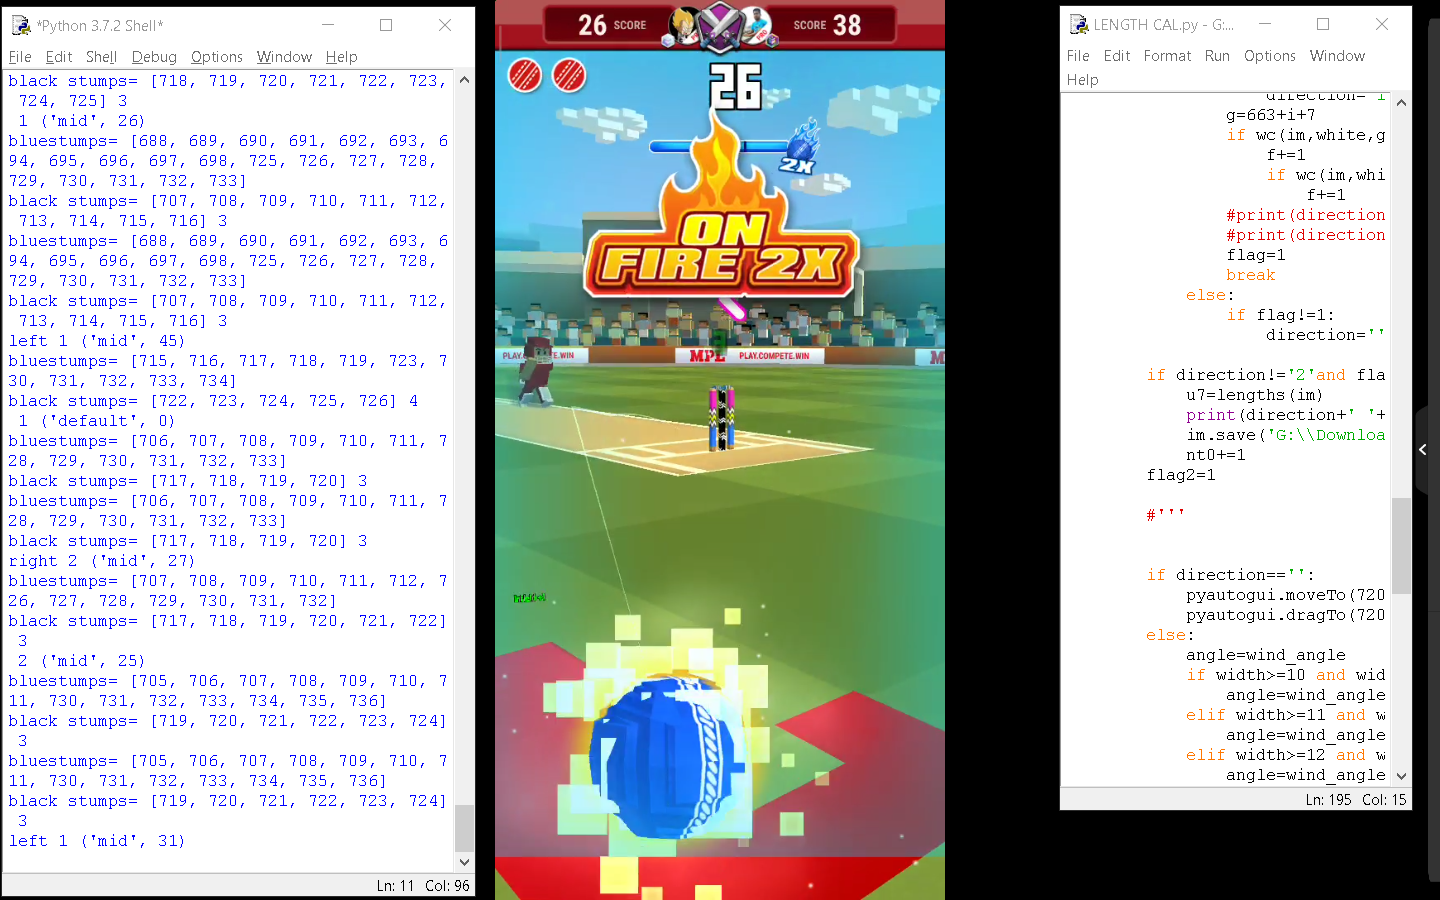 *Python 3.7.2 Shell*
File Edit Shell Debug Options Window Help
black stumps= [718, 719, 720, 721, 722, 723,
724, 725] 3
1 ('mid', 26)
bluestumps= [688, 689, 690, 691, 692, 693, 6
94, 695, 696, 697, 698, 725, 726, 727, 728,
729, 730, 731, 732, 733]
black stumps= [707, 708, 709, 710, 711, 712,
713, 714, 715, 716] 3
bluestumps= [688, 689, 690, 691, 692, 693, 6
94, 695, 696, 697, 698, 725, 726, 727, 728,
729, 730, 731, 732, 733]
black stumps= [707, 708, 709, 710, 711, 712,
713, 714, 715, 716] 3
left 1 ('mid', 45)
bluestumps= [715, 716, 717, 718, 719, 723, 7
30, 731, 732, 733, 734]
black stumps= [722, 723, 724, 725, 726] 4
1 ('default', 0)
bluestumps= [706, 707, 708, 709, 710, 711, 7
28, 729, 730, 731, 732, 733]
black stumps= [717, 718, 719, 720] 3
bluestumps= [706, 707, 708, 709, 710, 711, 7
28, 729, 730, 731, 732, 733]
black stumps= [717, 718, 719, 720] 3
right 2 ('mid', 27)
bluestumps= [707, 708, 709, 710, 711, 712, 7
26, 727, 728, 729, 730, 731, 732]
black stumps= [717, 718, 719, 720, 721, 722]
3
2 ('mid', 25)
bluestumps= [705, 706, 707, 708, 709, 710, 7
11, 730, 731, 732, 733, 734, 735, 736]
black stumps= [719, 720, 721, 722, 723, 724]
3
bluestumps= [705, 706, 707, 708, 709, 710, 7
11, 730, 731, 732, 733, 734, 735, 736]
black stumps= [719, 720, 721, 722, 723, 724]
3
left 1 ('mid', 31)
Ln: 11 Col: 96
26 SCORE SCORE 38
PRO
26
2X
ON
FIRE 2X
PLAY.COMPETE.WIN MPL PLAY.COMPETE.WIN M
LENGTH CAL.py - G:...
File Edit Format Run Options Window
Help
direction='l
g=663+i+7
if wc(im,white,g
f+=1
if wc(im,whi
f+=1
#print(direction
#print(direction
flag=1
break
else:
if flag!=1:
direction=''
if direction!='2'and fla
u7=lengths(im)
print(direction+' '+
im.save('G:\\Downloa
nt0+=1
flag2=1
#'''
if direction=='':
pyautogui.moveTo(720
pyautogui.dragTo(720
else:
angle=wind_angle
if width>=10 and wid
angle=wind_angle
elif width>=11 and w
angle=wind_angle
elif width>=12 and w
angle=wind_angle
Ln: 195 Col: 15